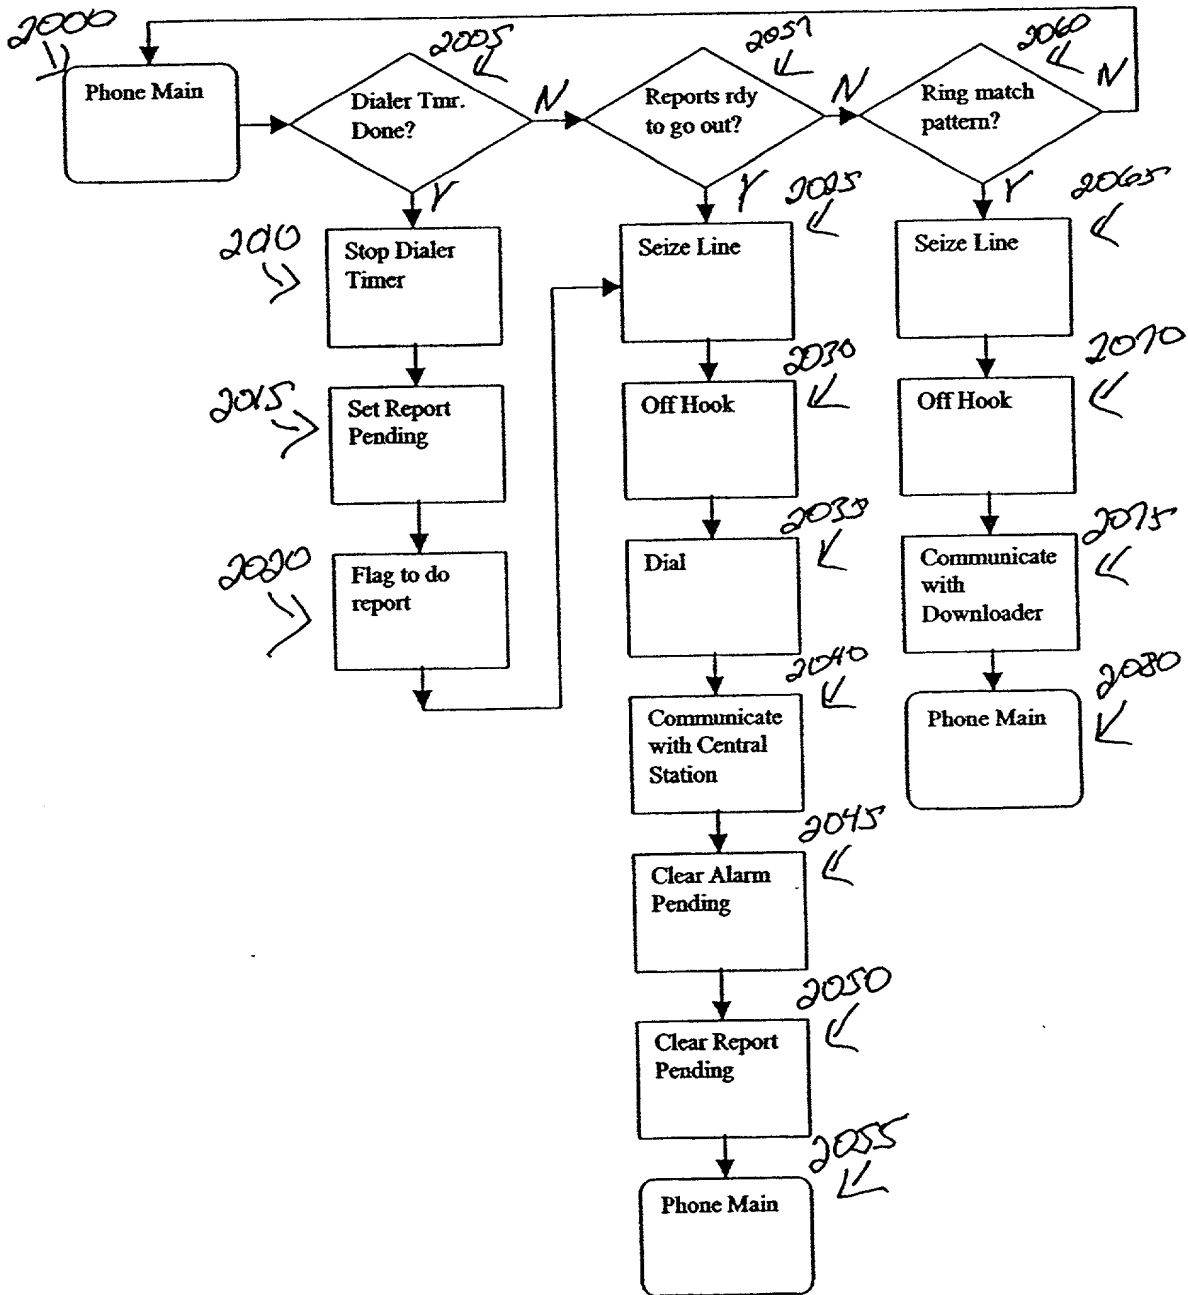 2000
Phone Main
2005
Dialer Tmr.
Done?
N
Y
2057
Reports rdy
to go out?
N
Y
2060
Ring match
pattern?
N
Y
2010
Stop Dialer
Timer
2015
Set Report
Pending
2020
Flag to do
report
2025
Seize Line
2030
Off Hook
2035
Dial
2040
Communicate
with Central
Station
2045
Clear Alarm
Pending
2050
Clear Report
Pending
2055
Phone Main
2065
Seize Line
2070
Off Hook
2075
Communicate
with
Downloader
2080
Phone Main